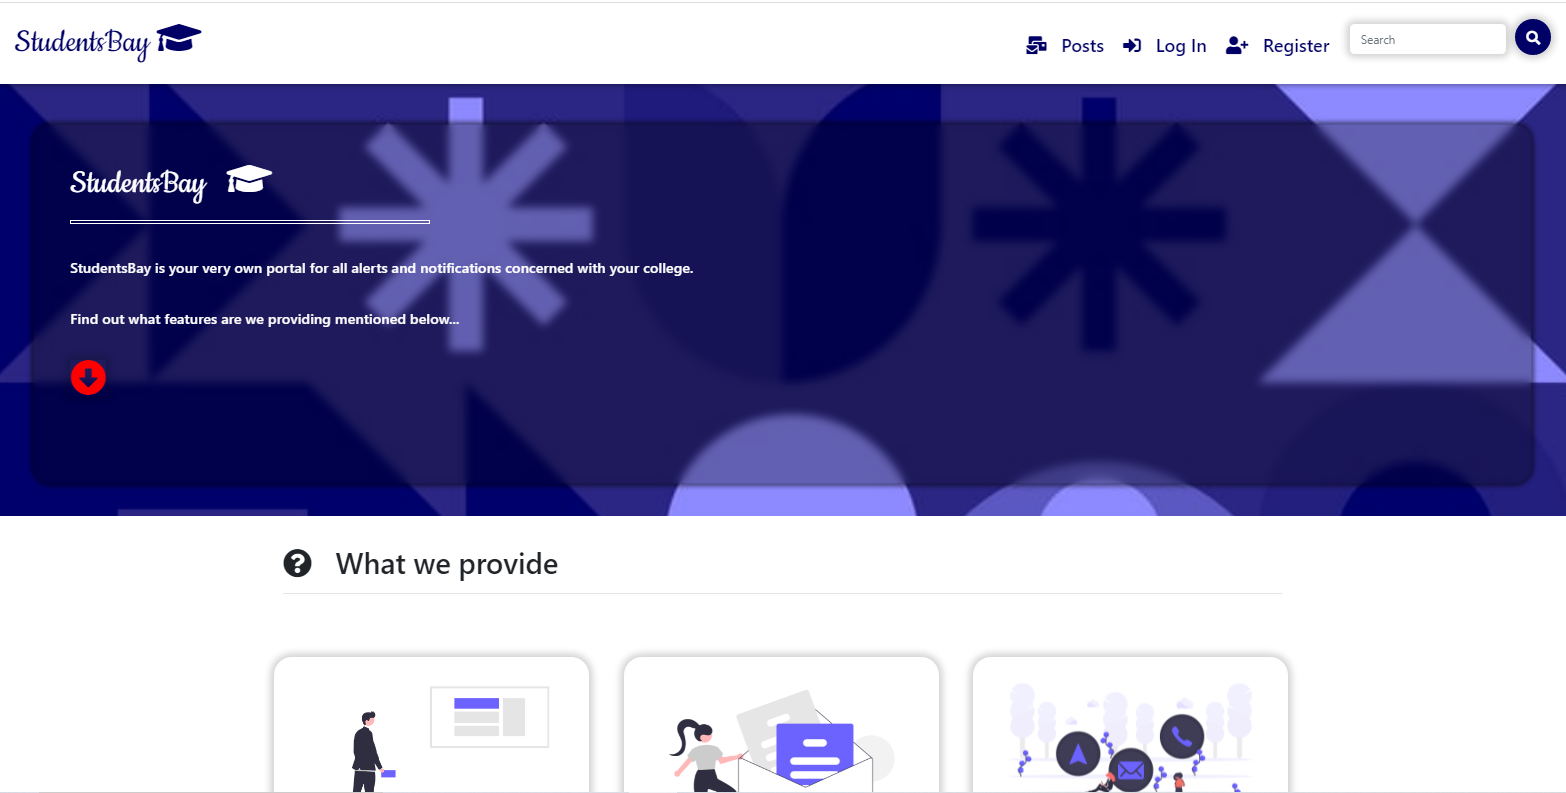 StudentsBay
Posts
Log In
Register
Search
StudentsBay
StudentsBay is your very own portal for all alerts and notifications concerned with your college.
Find out what features are we providing mentioned below...
What we provide